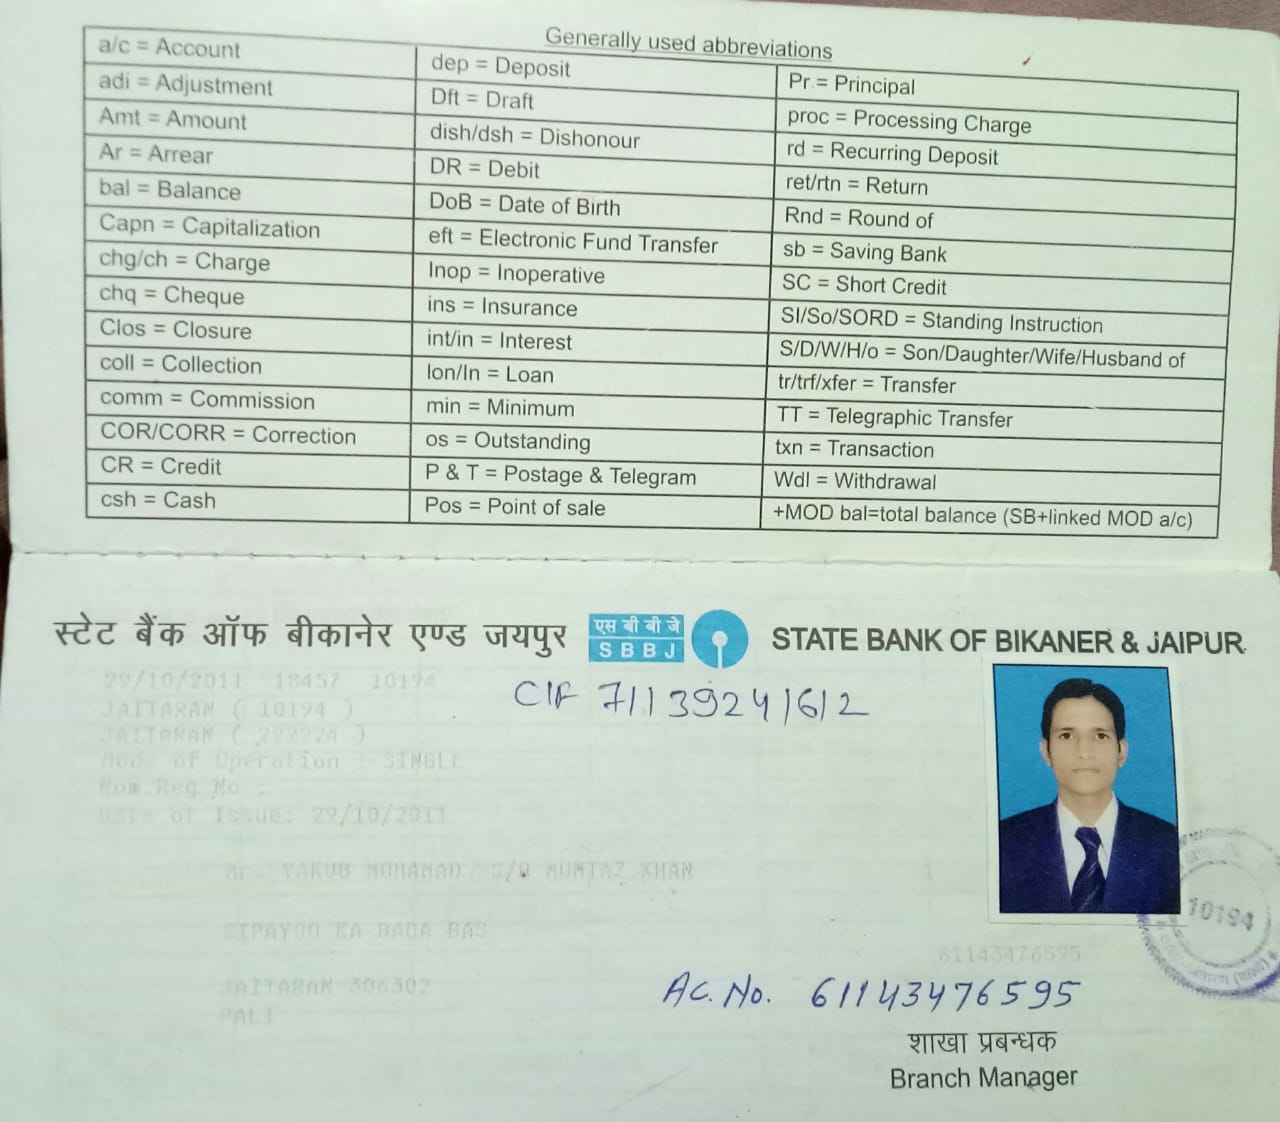 Generally used abbreviations
a/c = Account
adi = Adjustment
Amt = Amount
Ar = Arrear
bal = Balance
Capn = Capitalization
chg/ch = Charge
chq = Cheque
Clos = Closure
coll = Collection
comm = Commission
COR/CORR = Correction
CR = Credit
csh = Cash
dep = Deposit
Dft = Draft
dish/dsh = Dishonour
DR = Debit
DoB = Date of Birth
eft = Electronic Fund Transfer
Inop = Inoperative
ins = Insurance
int/in = Interest
lon/ln = Loan
min = Minimum
os = Outstanding
P & T = Postage & Telegram
Pos = Point of sale
Pr = Principal
proc = Processing Charge
rd = Recurring Deposit
ret/rtn = Return
Rnd = Round of
sb = Saving Bank
SC = Short Credit
SI/So/SORD = Standing Instruction
S/D/W/H/o = Son/Daughter/Wife/Husband of
tr/trf/xfer = Transfer
TT = Telegraphic Transfer
txn = Transaction
Wdl = Withdrawal
+MOD bal=total balance (SB+linked MOD a/c)
स्टेट बैंक ऑफ बीकानेर एण्ड जयपुर एस बी बी जे SBBJ STATE BANK OF BIKANER & JAIPUR
29/10/2011 18457 10194
CIF
JAITARAN ( 10194 )
JAITARAN ( )
Mode of Operation : SINGLE
Nom.Reg No :
Date of Issue: 29/10/2011
Mr. YAKUB MOHAMAD S/O MUMTAZ KHAN 1
10194
SIPAYOO KA BADA BAS
61143476595
JAITARAN 306302
AC. No. 61143476595
PALI
शाखा प्रबन्धक
Branch Manager